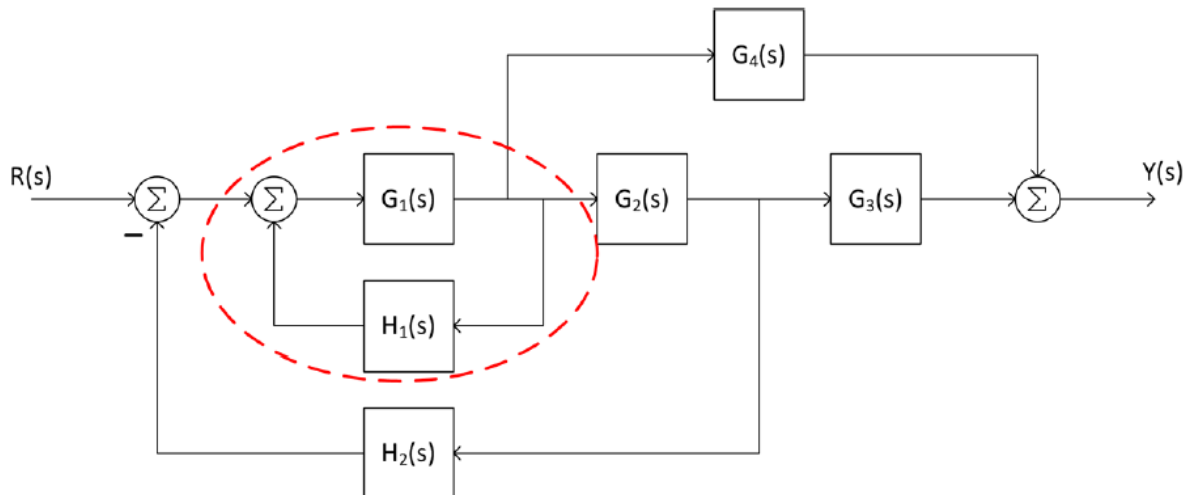 G₄(s)
R(s)
Σ
Σ
G₁(s)
G₂(s)
G₃(s)
Σ
Y(s)
−
H₁(s)
H₂(s)